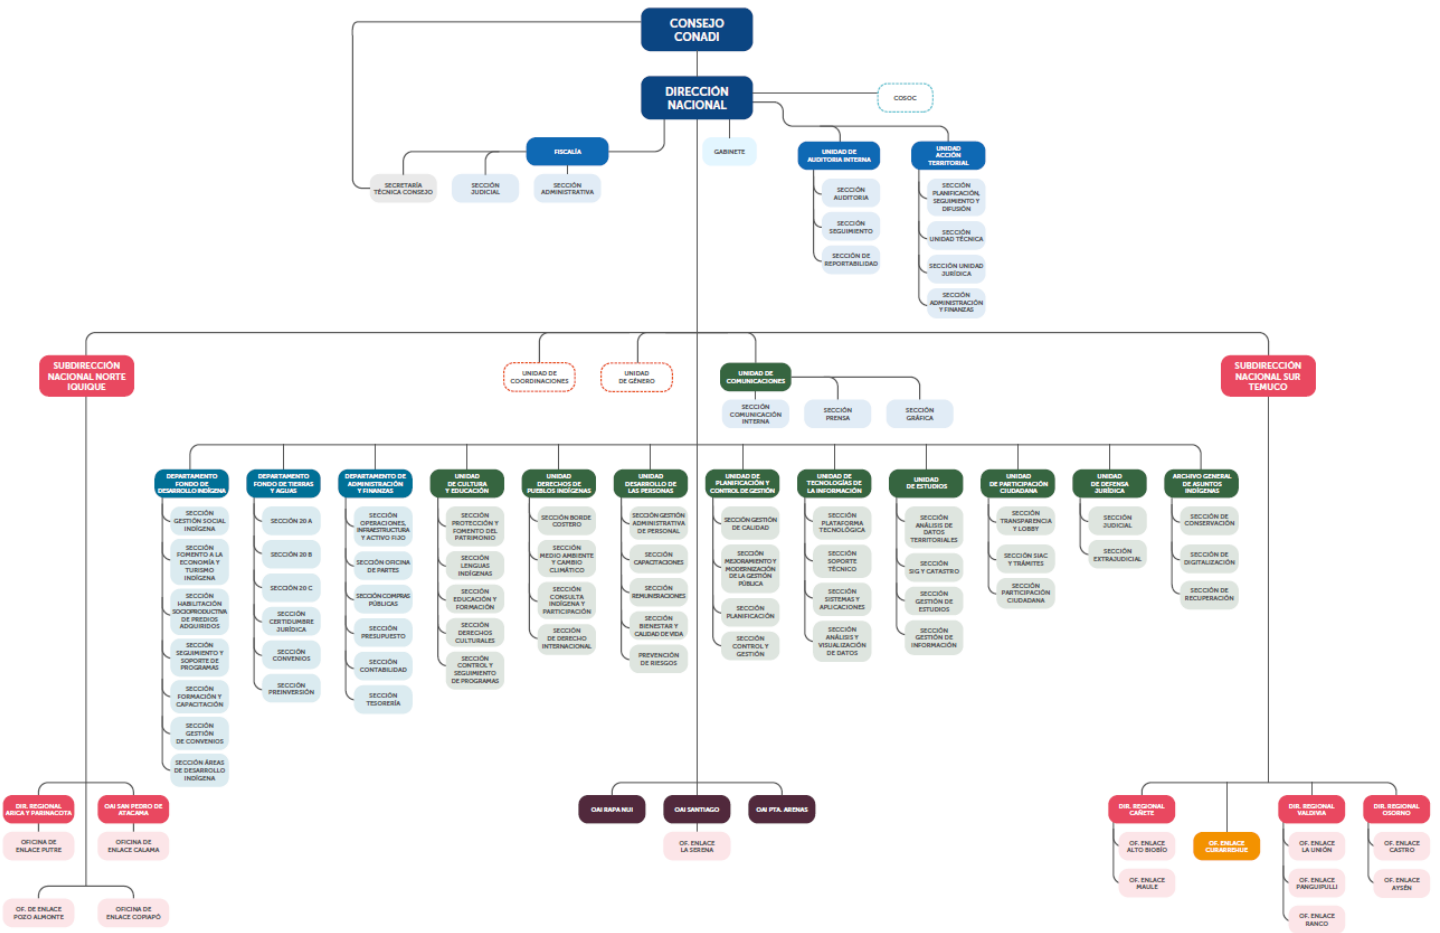 CONSEJO
CONADI
DIRECCIÓN
NACIONAL
COSOC
FISCALÍA
GABINETE
UNIDAD DE
AUDITORIA INTERNA
UNIDAD
ACCIÓN
TERRITORIAL
SECRETARÍA
TÉCNICA CONSEJO
SECCIÓN
JUDICIAL
SECCIÓN
ADMINISTRATIVA
SECCIÓN
AUDITORIA
SECCIÓN
SEGUIMIENTO
SECCIÓN DE
REPORTABILIDAD
SECCIÓN
PLANIFICACIÓN,
SEGUIMIENTO Y
DIFUSIÓN
SECCIÓN
UNIDAD TÉCNICA
SECCIÓN UNIDAD
JURÍDICA
SECCIÓN
ADMINISTRACIÓN
Y FINANZAS
SUBDIRECCIÓN
NACIONAL NORTE
IQUIQUE
UNIDAD DE
COORDINACIONES
UNIDAD
DE GÉNERO
UNIDAD DE
COMUNICACIONES
SUBDIRECCIÓN
NACIONAL SUR
TEMUCO
SECCIÓN
COMUNICACIÓN
INTERNA
SECCIÓN
PRENSA
SECCIÓN
GRÁFICA
DEPARTAMENTO
FONDO DE
DESARROLLO INDÍGENA
SECCIÓN
GESTIÓN SOCIAL
INDÍGENA
SECCIÓN
FOMENTO A LA
ECONOMÍA Y
TURISMO
INDÍGENA
SECCIÓN
HABILITACIÓN
SOCIOPRODUCTIVA
DE PREDIOS
ADQUIRIDOS
SECCIÓN
SEGUIMIENTO Y
SOPORTE DE
PROGRAMAS
SECCIÓN
FORMACIÓN Y
CAPACITACIÓN
SECCIÓN
GESTIÓN
DE CONVENIOS
SECCIÓN ÁREAS
DE DESARROLLO
INDÍGENA
DEPARTAMENTO
FONDO DE TIERRAS
Y AGUAS
SECCIÓN 20 A
SECCIÓN 20 B
SECCIÓN 20 C
SECCIÓN
CERTIDUMBRE
JURÍDICA
SECCIÓN
CONVENIOS
SECCIÓN
PREINVERSIÓN
DEPARTAMENTO DE
ADMINISTRACIÓN
Y FINANZAS
SECCIÓN
OPERACIONES,
INFRAESTRUCTURA
Y ACTIVO FIJO
SECCIÓN OFICINA
DE PARTES
SECCIÓN COMPRAS
PÚBLICAS
SECCIÓN
PRESUPUESTO
SECCIÓN
CONTABILIDAD
SECCIÓN
TESORERÍA
UNIDAD
DE CULTURA
Y EDUCACIÓN
SECCIÓN
PROTECCIÓN Y
FOMENTO DEL
PATRIMONIO
SECCIÓN
LENGUAS
INDÍGENAS
SECCIÓN
EDUCACIÓN Y
FORMACIÓN
SECCIÓN
DERECHOS
CULTURALES
SECCIÓN
CONTROL Y
SEGUIMIENTO
DE PROGRAMAS
UNIDAD
DERECHOS DE
PUEBLOS INDÍGENAS
SECCIÓN BORDE
COSTERO
SECCIÓN
MEDIO AMBIENTE
Y CAMBIO
CLIMÁTICO
SECCIÓN
CONSULTA
INDÍGENA Y
PARTICIPACIÓN
SECCIÓN
DE DERECHO
INTERNACIONAL
UNIDAD
DESARROLLO DE
LAS PERSONAS
SECCIÓN GESTIÓN
ADMINISTRATIVA
DE PERSONAL
SECCIÓN
CAPACITACIONES
SECCIÓN
REMUNERACIONES
SECCIÓN
BIENESTAR Y
CALIDAD DE VIDA
PREVENCIÓN
DE RIESGOS
UNIDAD DE
PLANIFICACIÓN Y
CONTROL DE GESTIÓN
SECCIÓN GESTIÓN
DE CALIDAD
SECCIÓN
MEJORAMIENTO Y
MODERNIZACIÓN
DE LA GESTIÓN
PÚBLICA
SECCIÓN
PLANIFICACIÓN
SECCIÓN
CONTROL Y
GESTIÓN
UNIDAD DE
TECNOLOGÍAS DE
LA INFORMACIÓN
SECCIÓN
PLATAFORMA
TECNOLÓGICA
SECCIÓN
SOPORTE
TÉCNICO
SECCIÓN
SISTEMAS Y
APLICACIONES
SECCIÓN
ANÁLISIS Y
VISUALIZACIÓN
DE DATOS
UNIDAD
DE ESTUDIOS
SECCIÓN
ANÁLISIS DE
DATOS
TERRITORIALES
SECCIÓN
SIG Y CATASTRO
SECCIÓN
GESTIÓN DE
ESTUDIOS
SECCIÓN
GESTIÓN DE
INFORMACIÓN
UNIDAD
DE PARTICIPACIÓN
CIUDADANA
SECCIÓN
TRANSPARENCIA
Y LOBBY
SECCIÓN SIAC
Y TRÁMITES
SECCIÓN
PARTICIPACIÓN
CIUDADANA
UNIDAD
DE DEFENSA
JURÍDICA
SECCIÓN
JUDICIAL
SECCIÓN
EXTRAJUDICIAL
ARCHIVO GENERAL
DE ASUNTOS
INDÍGENAS
SECCIÓN DE
CONSERVACIÓN
SECCIÓN DE
DIGITALIZACIÓN
SECCIÓN DE
RECUPERACIÓN
DIR. REGIONAL
ARICA Y PARINACOTA
OAI SAN PEDRO DE
ATACAMA
OFICINA DE
ENLACE PUTRE
OFICINA DE
ENLACE CALAMA
OF. DE ENLACE
POZO ALMONTE
OFICINA DE
ENLACE COPIAPÓ
OAI RAPA NUI
OAI SANTIAGO
OAI PTA. ARENAS
OF. ENLACE
LA SERENA
DIR. REGIONAL
CAÑETE
OF. ENLACE
ALTO BIOBÍO
OF. ENLACE
MAULE
OF. ENLACE
CURARREHUE
DIR. REGIONAL
VALDIVIA
OF. ENLACE
LA UNIÓN
OF. ENLACE
PANGUIPULLI
OF. ENLACE
RANCO
DIR. REGIONAL
OSORNO
OF. ENLACE
CASTRO
OF. ENLACE
AYSÉN